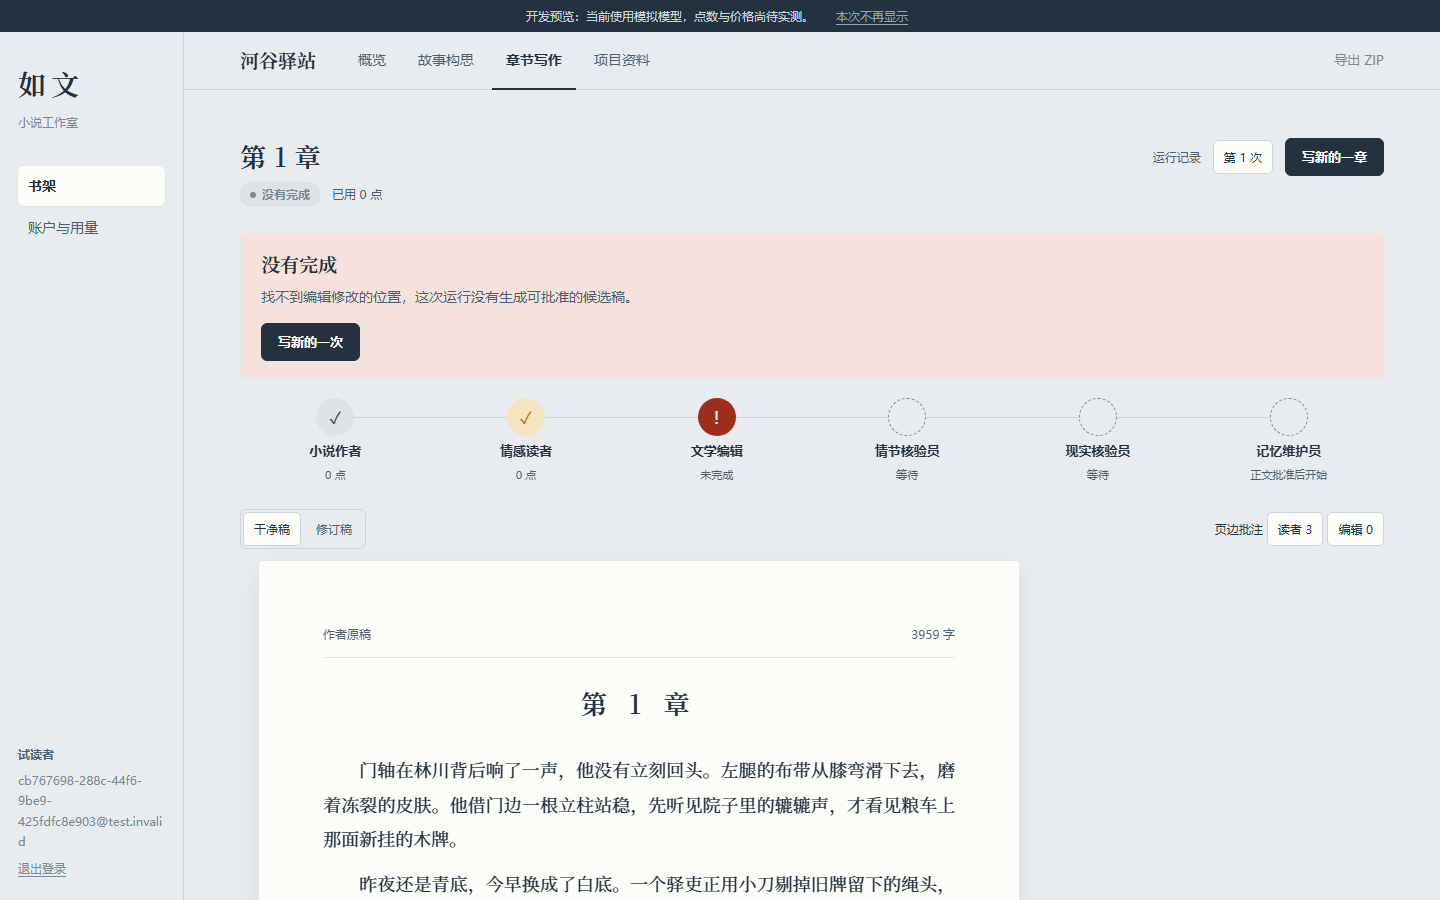 开发预览：当前使用模拟模型，点数与价格尚待实测。 本次不再显示
如文
小说工作室
书架
账户与用量
试读者
cb767698-288c-44f6-
9be9-
425fdfc8e903@test.invali
d
退出登录
河谷驿站 概览 故事构思 章节写作 项目资料 导出 ZIP
第 1 章
运行记录 第 1 次 写新的一章
没有完成 已用 0 点
没有完成
找不到编辑修改的位置，这次运行没有生成可批准的候选稿。
写新的一次
小说作者 情感读者 文学编辑 情节核验员 现实核验员 记忆维护员
0 点 0 点 未完成 等待 等待 正文批准后开始
干净稿 修订稿 页边批注 读者 3 编辑 0
作者原稿 3959 字
第 1 章
门轴在林川背后响了一声，他没有立刻回头。左腿的布带从膝弯滑下去，磨
着冻裂的皮肤。他借门边一根立柱站稳，先听见院子里的辘辘声，才看见粮车上
那面新挂的木牌。
昨夜还是青底，今早换成了白底。一个驿吏正用小刀剔掉旧牌留下的绳头，